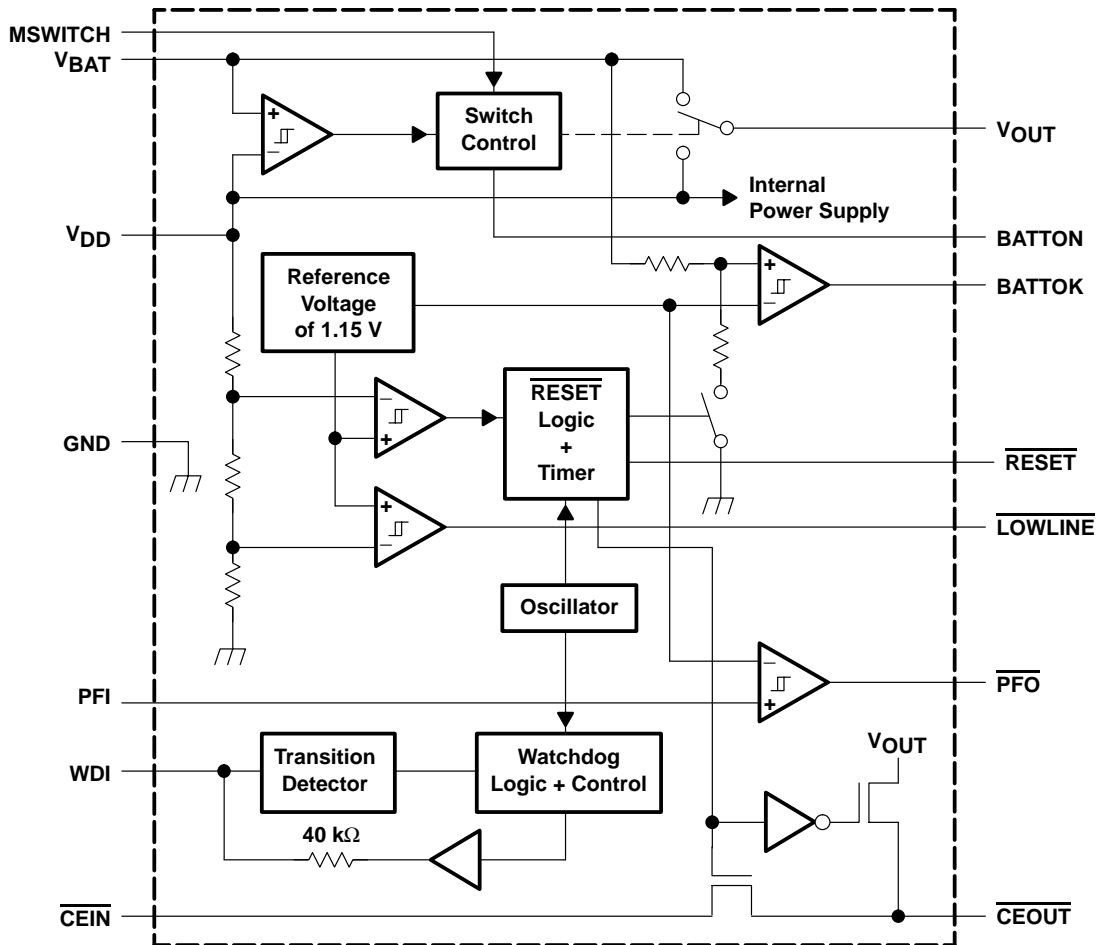 MSWITCH
VBAT
+
–
Switch
Control
VOUT
Internal
Power Supply
VDD
BATTON
Reference
Voltage
of 1.15 V
+
–
BATTOK
–
+
RESET
Logic
+
Timer
GND
RESET
+
–
LOWLINE
Oscillator
–
+
PFO
PFI
VOUT
WDI
Transition
Detector
Watchdog
Logic + Control
40 kΩ
CEIN
CEOUT